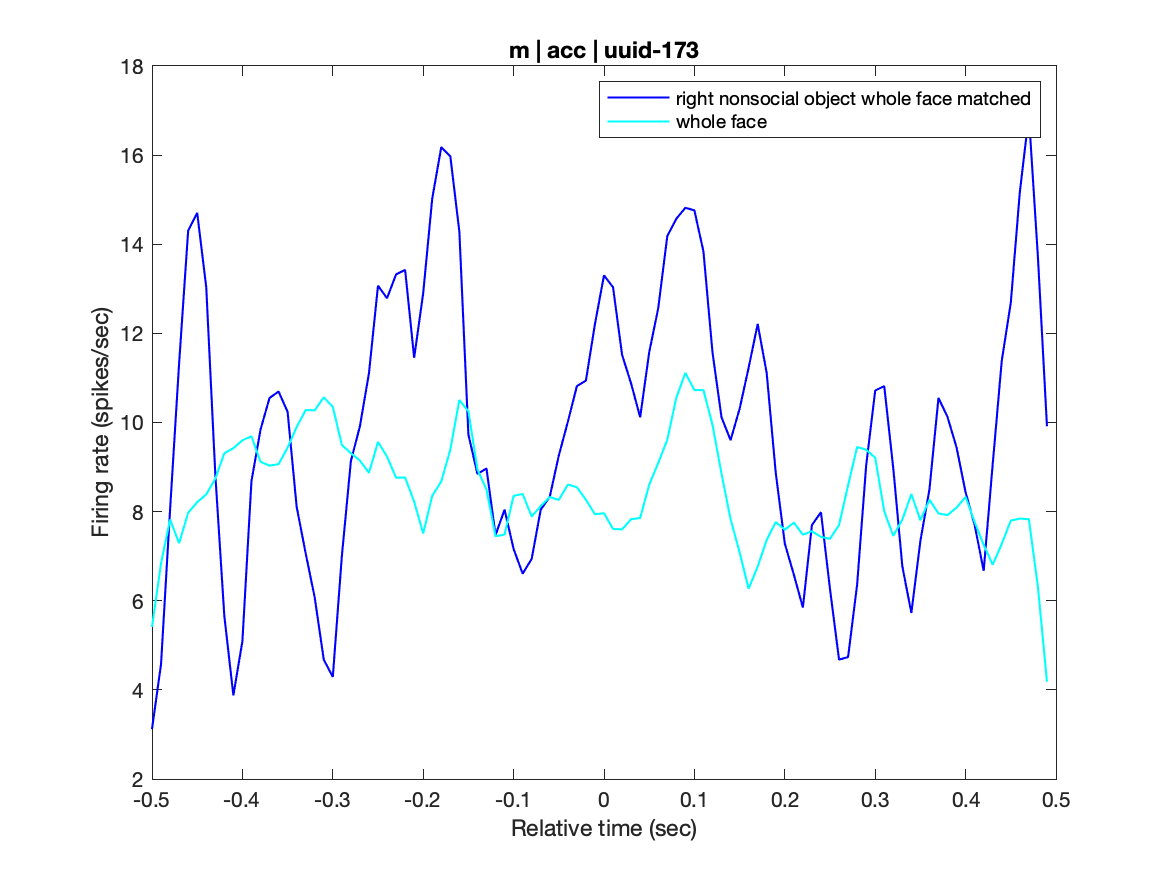 m | acc | uuid-173
18
16
14
12
10
8
6
4
2
Firing rate (spikes/sec)
right nonsocial object whole face matched
whole face
-0.5 -0.4 -0.3 -0.2 -0.1 0 0.1 0.2 0.3 0.4 0.5
Relative time (sec)